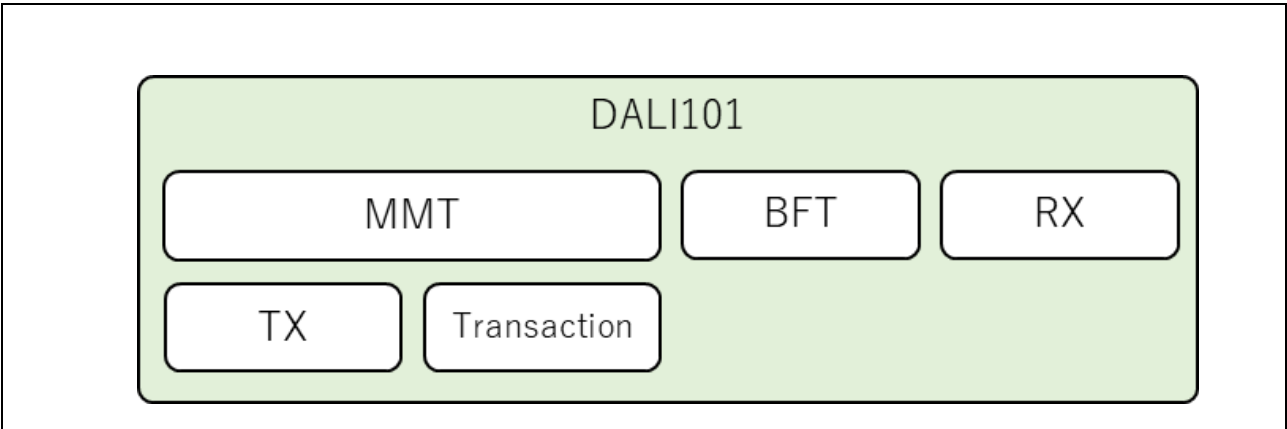 DALI101
MMT
BFT
RX
TX
Transaction